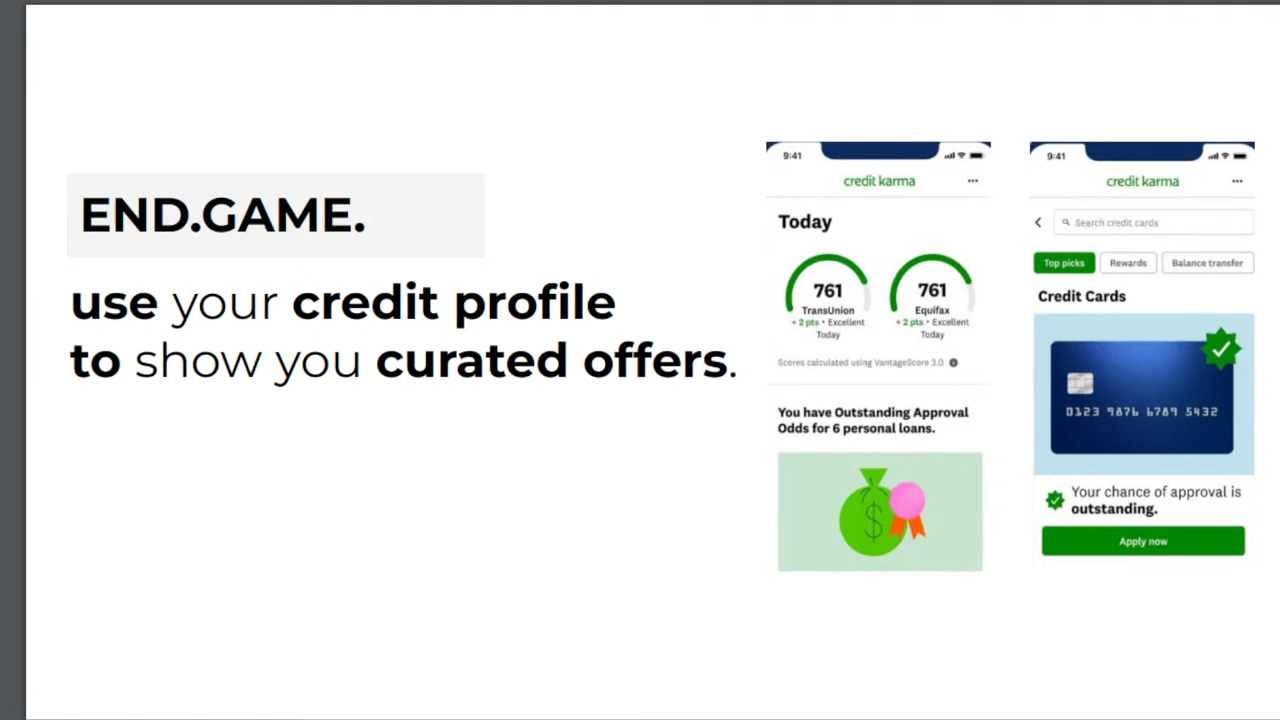 END.GAME.
use your credit profile
to show you curated offers.
9:41
credit karma
Today
761
TransUnion
+ 2 pts • Excellent
Today
761
Equifax
+ 2 pts • Excellent
Today
Scores calculated using VantageScore 3.0
You have Outstanding Approval
Odds for 6 personal loans.
$
9:41
credit karma
Search credit cards
Top picks
Rewards
Balance transfer
Credit Cards
0123 9876 6789 5432
Your chance of approval is
outstanding.
Apply now